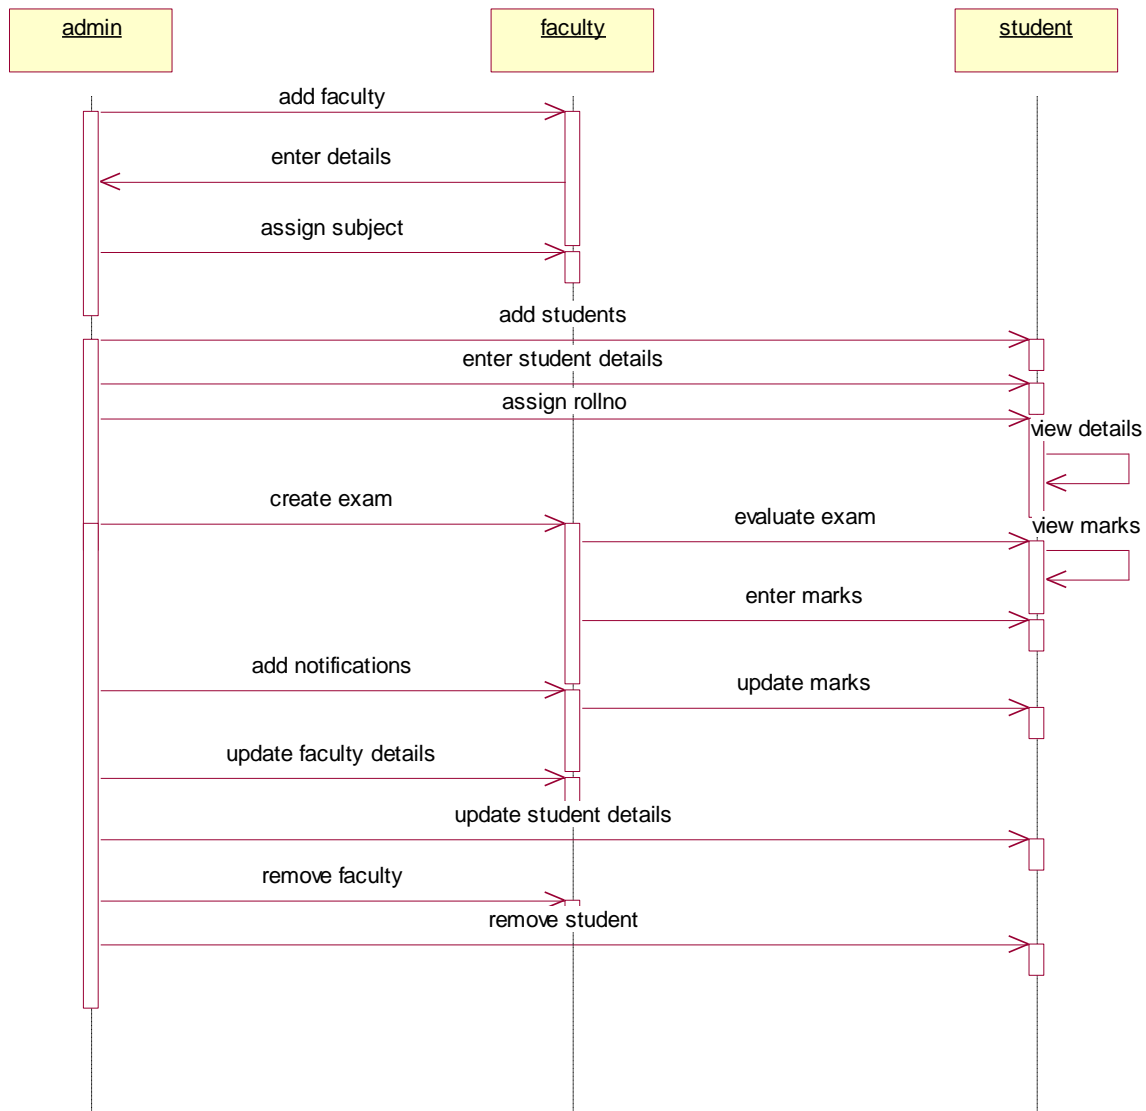 admin
faculty
student
add faculty
enter details
assign subject
add students
enter student details
assign rollno
view details
create exam
evaluate exam
view marks
enter marks
add notifications
update marks
update faculty details
update student details
remove faculty
remove student